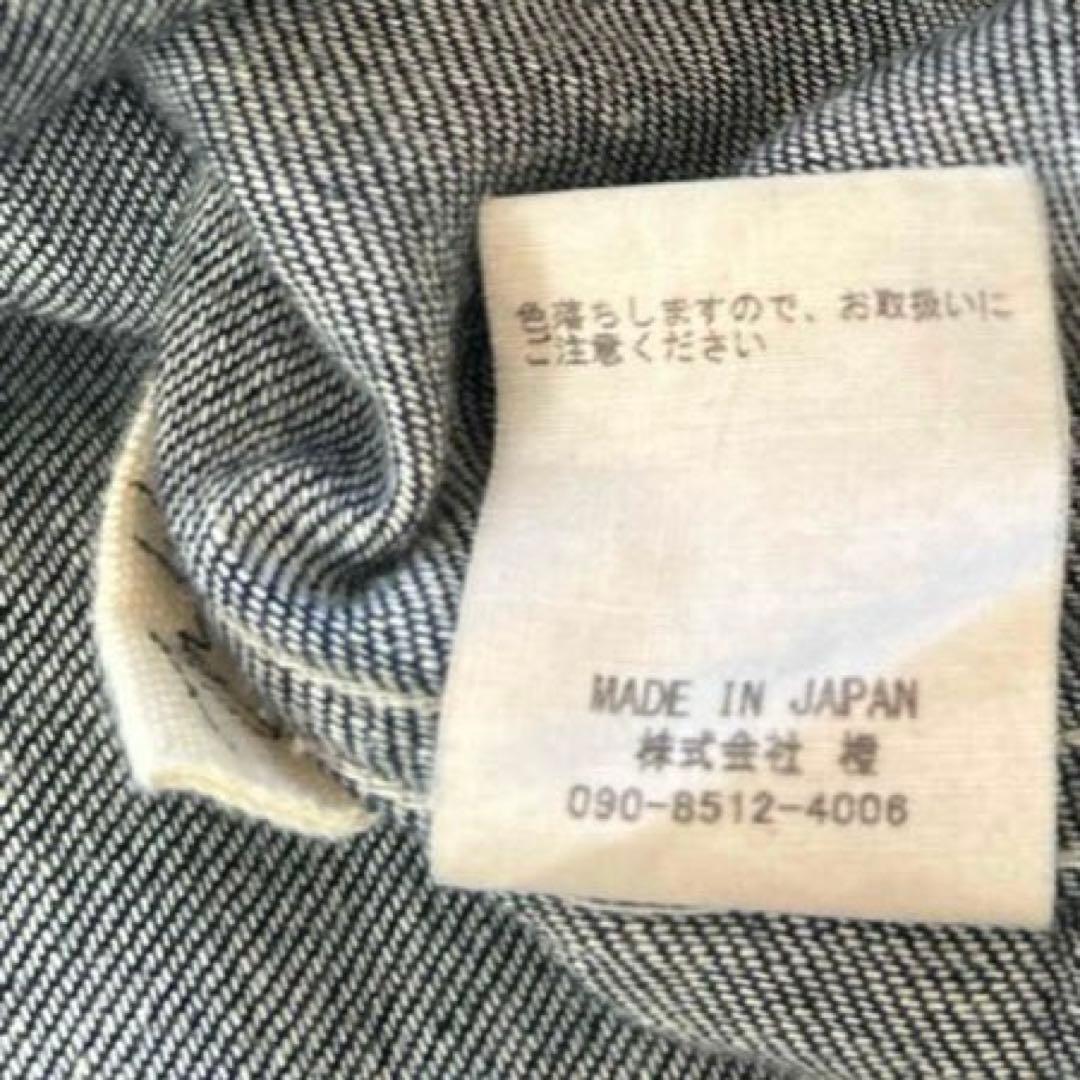 色落ちしますので、お取扱いに
ご注意ください
MADE IN JAPAN
株式会社 橙
090-8512-4006